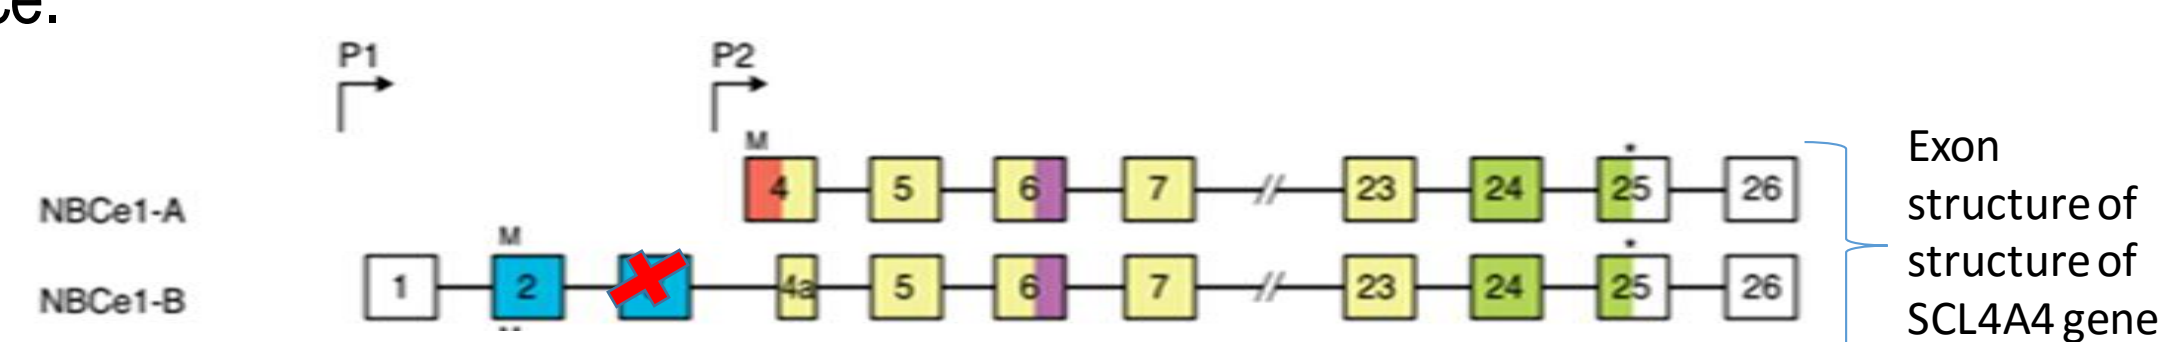 ce.
P1 P2
M
NBCe1-A 4 5 6 7 // 23 24 25 * 26
M
NBCe1-B 1 2 4a 5 6 7 // 23 24 25 * 26
Exon
structure of
structure of
SCL4A4 gene